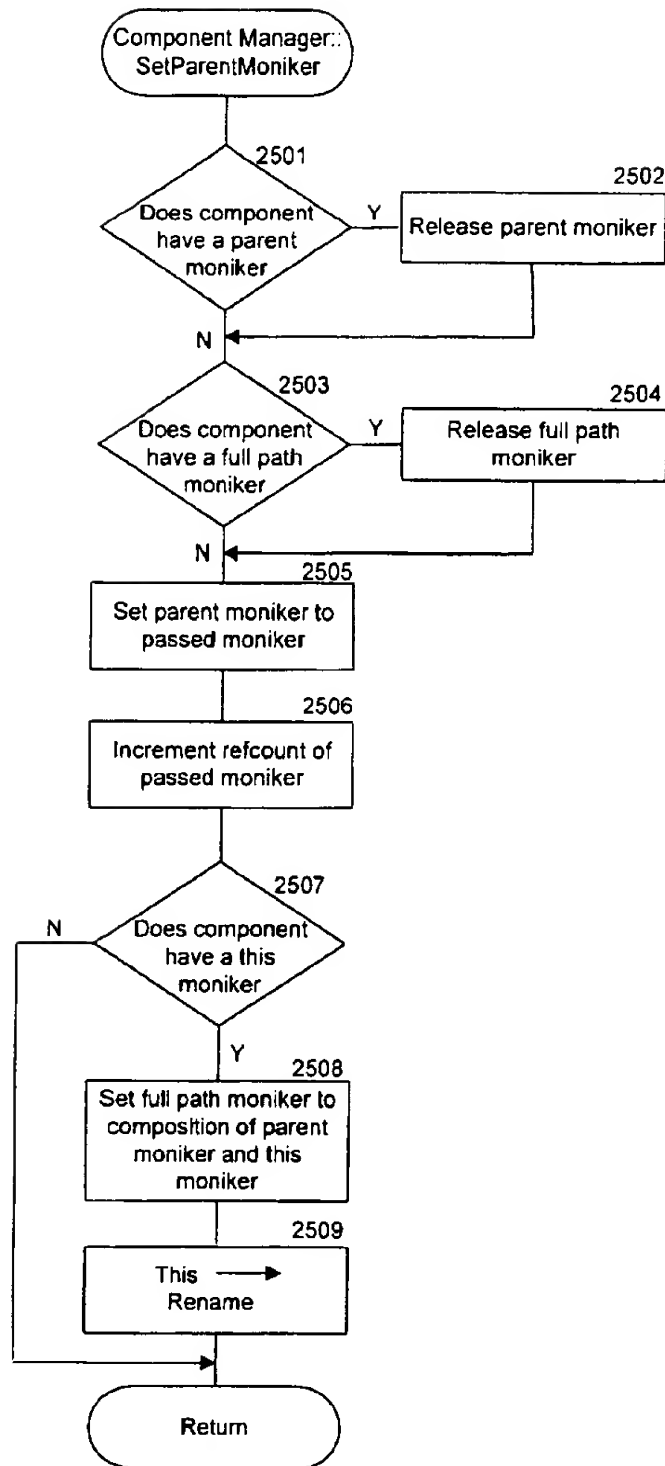 Component Manager::
SetParentMoniker
2501
Does component
have a parent
moniker
Y
2502
Release parent moniker
N
2503
Does component
have a full path
moniker
Y
2504
Release full path
moniker
N
2505
Set parent moniker to
passed moniker
2506
Increment refcount of
passed moniker
2507
N
Does component
have a this
moniker
Y
2508
Set full path moniker to
composition of parent
moniker and this
moniker
2509
This
Rename
Return